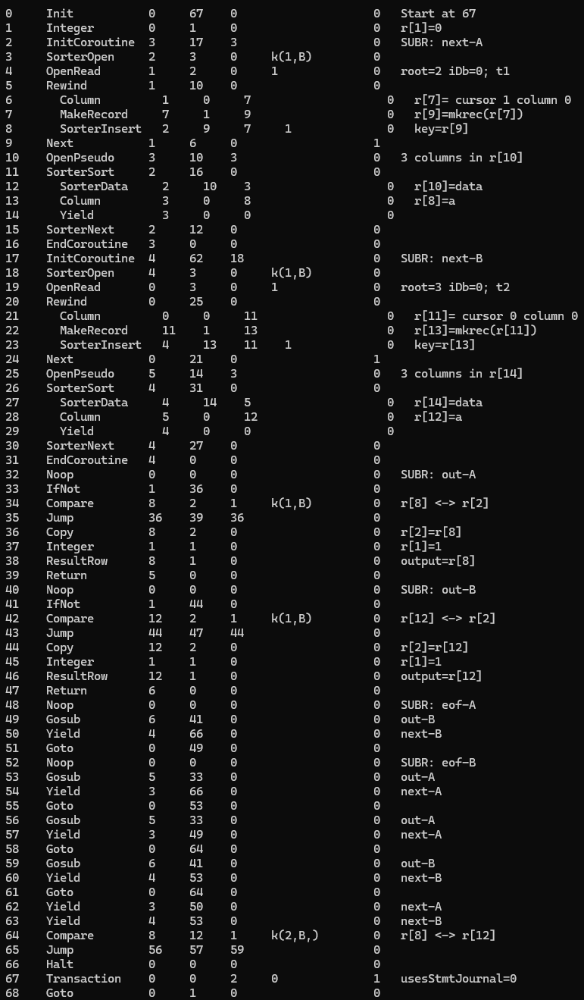 0 Init 0 67 0 0 Start at 67
1 Integer 0 1 0 0 r[1]=0
2 InitCoroutine 3 17 3 0 SUBR: next-A
3 SorterOpen 2 3 0 k(1,B) 0
4 OpenRead 1 2 0 1 0 root=2 iDb=0; t1
5 Rewind 1 10 0 0
6 Column 1 0 7 0 r[7]= cursor 1 column 0
7 MakeRecord 7 1 9 0 r[9]=mkrec(r[7])
8 SorterInsert 2 9 7 1 0 key=r[9]
9 Next 1 6 0 1
10 OpenPseudo 3 10 3 0 3 columns in r[10]
11 SorterSort 2 16 0 0
12 SorterData 2 10 3 0 r[10]=data
13 Column 3 0 8 0 r[8]=a
14 Yield 3 0 0 0
15 SorterNext 2 12 0 0
16 EndCoroutine 3 0 0 0
17 InitCoroutine 4 62 18 0 SUBR: next-B
18 SorterOpen 4 3 0 k(1,B) 0
19 OpenRead 0 3 0 1 0 root=3 iDb=0; t2
20 Rewind 0 25 0 0
21 Column 0 0 11 0 r[11]= cursor 0 column 0
22 MakeRecord 11 1 13 0 r[13]=mkrec(r[11])
23 SorterInsert 4 13 11 1 0 key=r[13]
24 Next 0 21 0 1
25 OpenPseudo 5 14 3 0 3 columns in r[14]
26 SorterSort 4 31 0 0
27 SorterData 4 14 5 0 r[14]=data
28 Column 5 0 12 0 r[12]=a
29 Yield 4 0 0 0
30 SorterNext 4 27 0 0
31 EndCoroutine 4 0 0 0
32 Noop 0 0 0 0 SUBR: out-A
33 IfNot 1 36 0 0
34 Compare 8 2 1 k(1,B) 0 r[8] <-> r[2]
35 Jump 36 39 36 0
36 Copy 8 2 0 0 r[2]=r[8]
37 Integer 1 1 0 0 r[1]=1
38 ResultRow 8 1 0 0 output=r[8]
39 Return 5 0 0 0
40 Noop 0 0 0 0 SUBR: out-B
41 IfNot 1 44 0 0
42 Compare 12 2 1 k(1,B) 0 r[12] <-> r[2]
43 Jump 44 47 44 0
44 Copy 12 2 0 0 r[2]=r[12]
45 Integer 1 1 0 0 r[1]=1
46 ResultRow 12 1 0 0 output=r[12]
47 Return 6 0 0 0
48 Noop 0 0 0 0 SUBR: eof-A
49 Gosub 6 41 0 0 out-B
50 Yield 4 66 0 0 next-B
51 Goto 0 49 0 0
52 Noop 0 0 0 0 SUBR: eof-B
53 Gosub 5 33 0 0 out-A
54 Yield 3 66 0 0 next-A
55 Goto 0 53 0 0
56 Gosub 5 33 0 0 out-A
57 Yield 3 49 0 0 next-A
58 Goto 0 64 0 0
59 Gosub 6 41 0 0 out-B
60 Yield 4 53 0 0 next-B
61 Goto 0 64 0 0
62 Yield 3 50 0 0 next-A
63 Yield 4 53 0 0 next-B
64 Compare 8 12 1 k(2,B,) 0 r[8] <-> r[12]
65 Jump 56 57 59 0
66 Halt 0 0 0 0
67 Transaction 0 0 2 0 1 usesStmtJournal=0
68 Goto 0 1 0 0